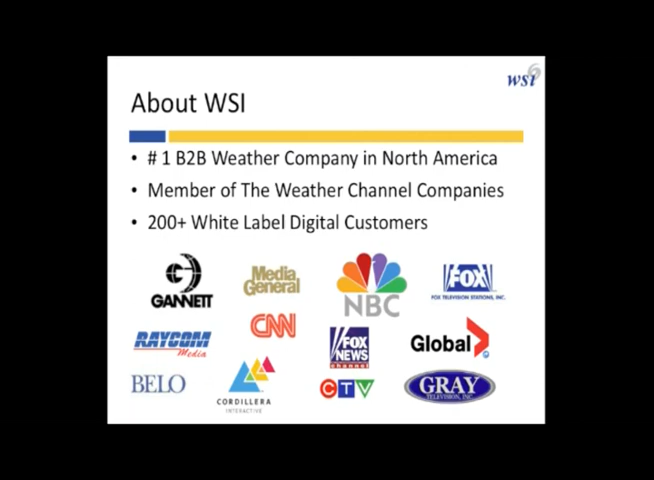 wsi
About WSI
• # 1 B2B Weather Company in North America
• Member of The Weather Channel Companies
• 200+ White Label Digital Customers
GANNETT
Media
General
NBC
FOX
FOX TELEVISION STATIONS, INC.
RAYCOM
Media
CNN
FOX
NEWS
channel
Global
BELO
CORDILLERA
INTERACTIVE
CTV
GRAY
TELEVISION, INC.